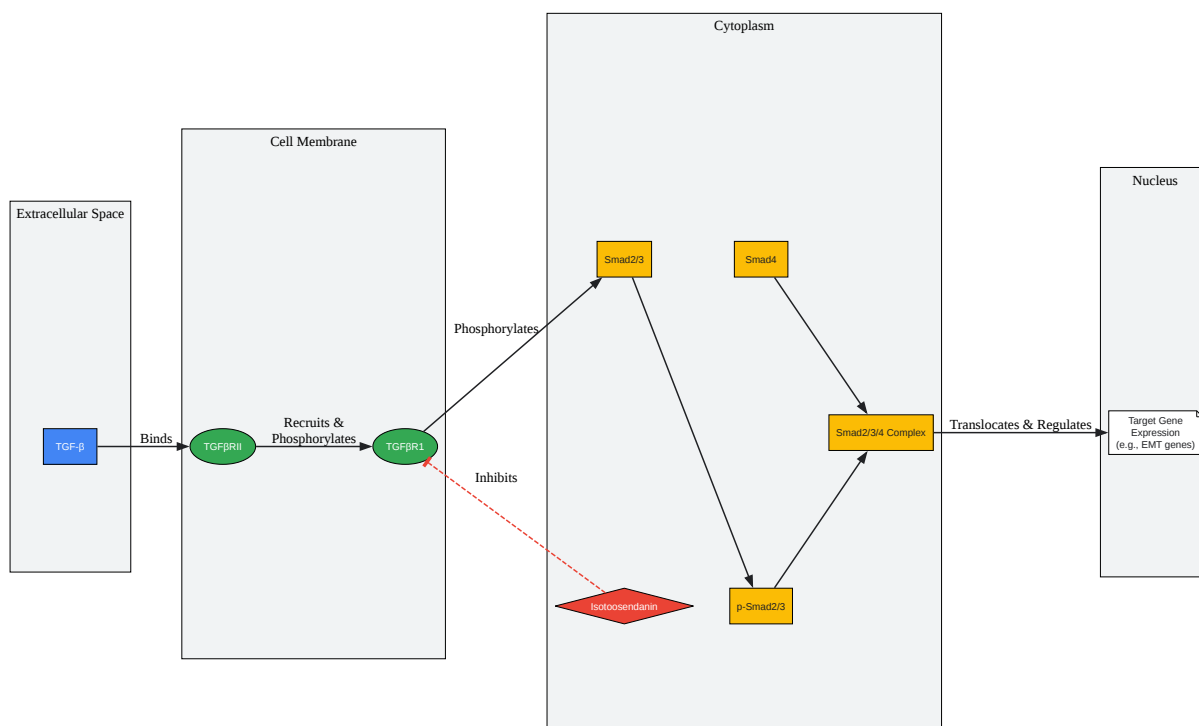 Cytoplasm
Cell Membrane
Nucleus
Extracellular Space
Smad2/3
Smad4
Phosphorylates
TGF-β
Binds
TGFβRII
Recruits &
Phosphorylates
TGFβR1
Inhibits
Smad2/3/4 Complex
Translocates & Regulates
Target Gene
Expression
(e.g., EMT genes)
Isotoosendanin
p-Smad2/3